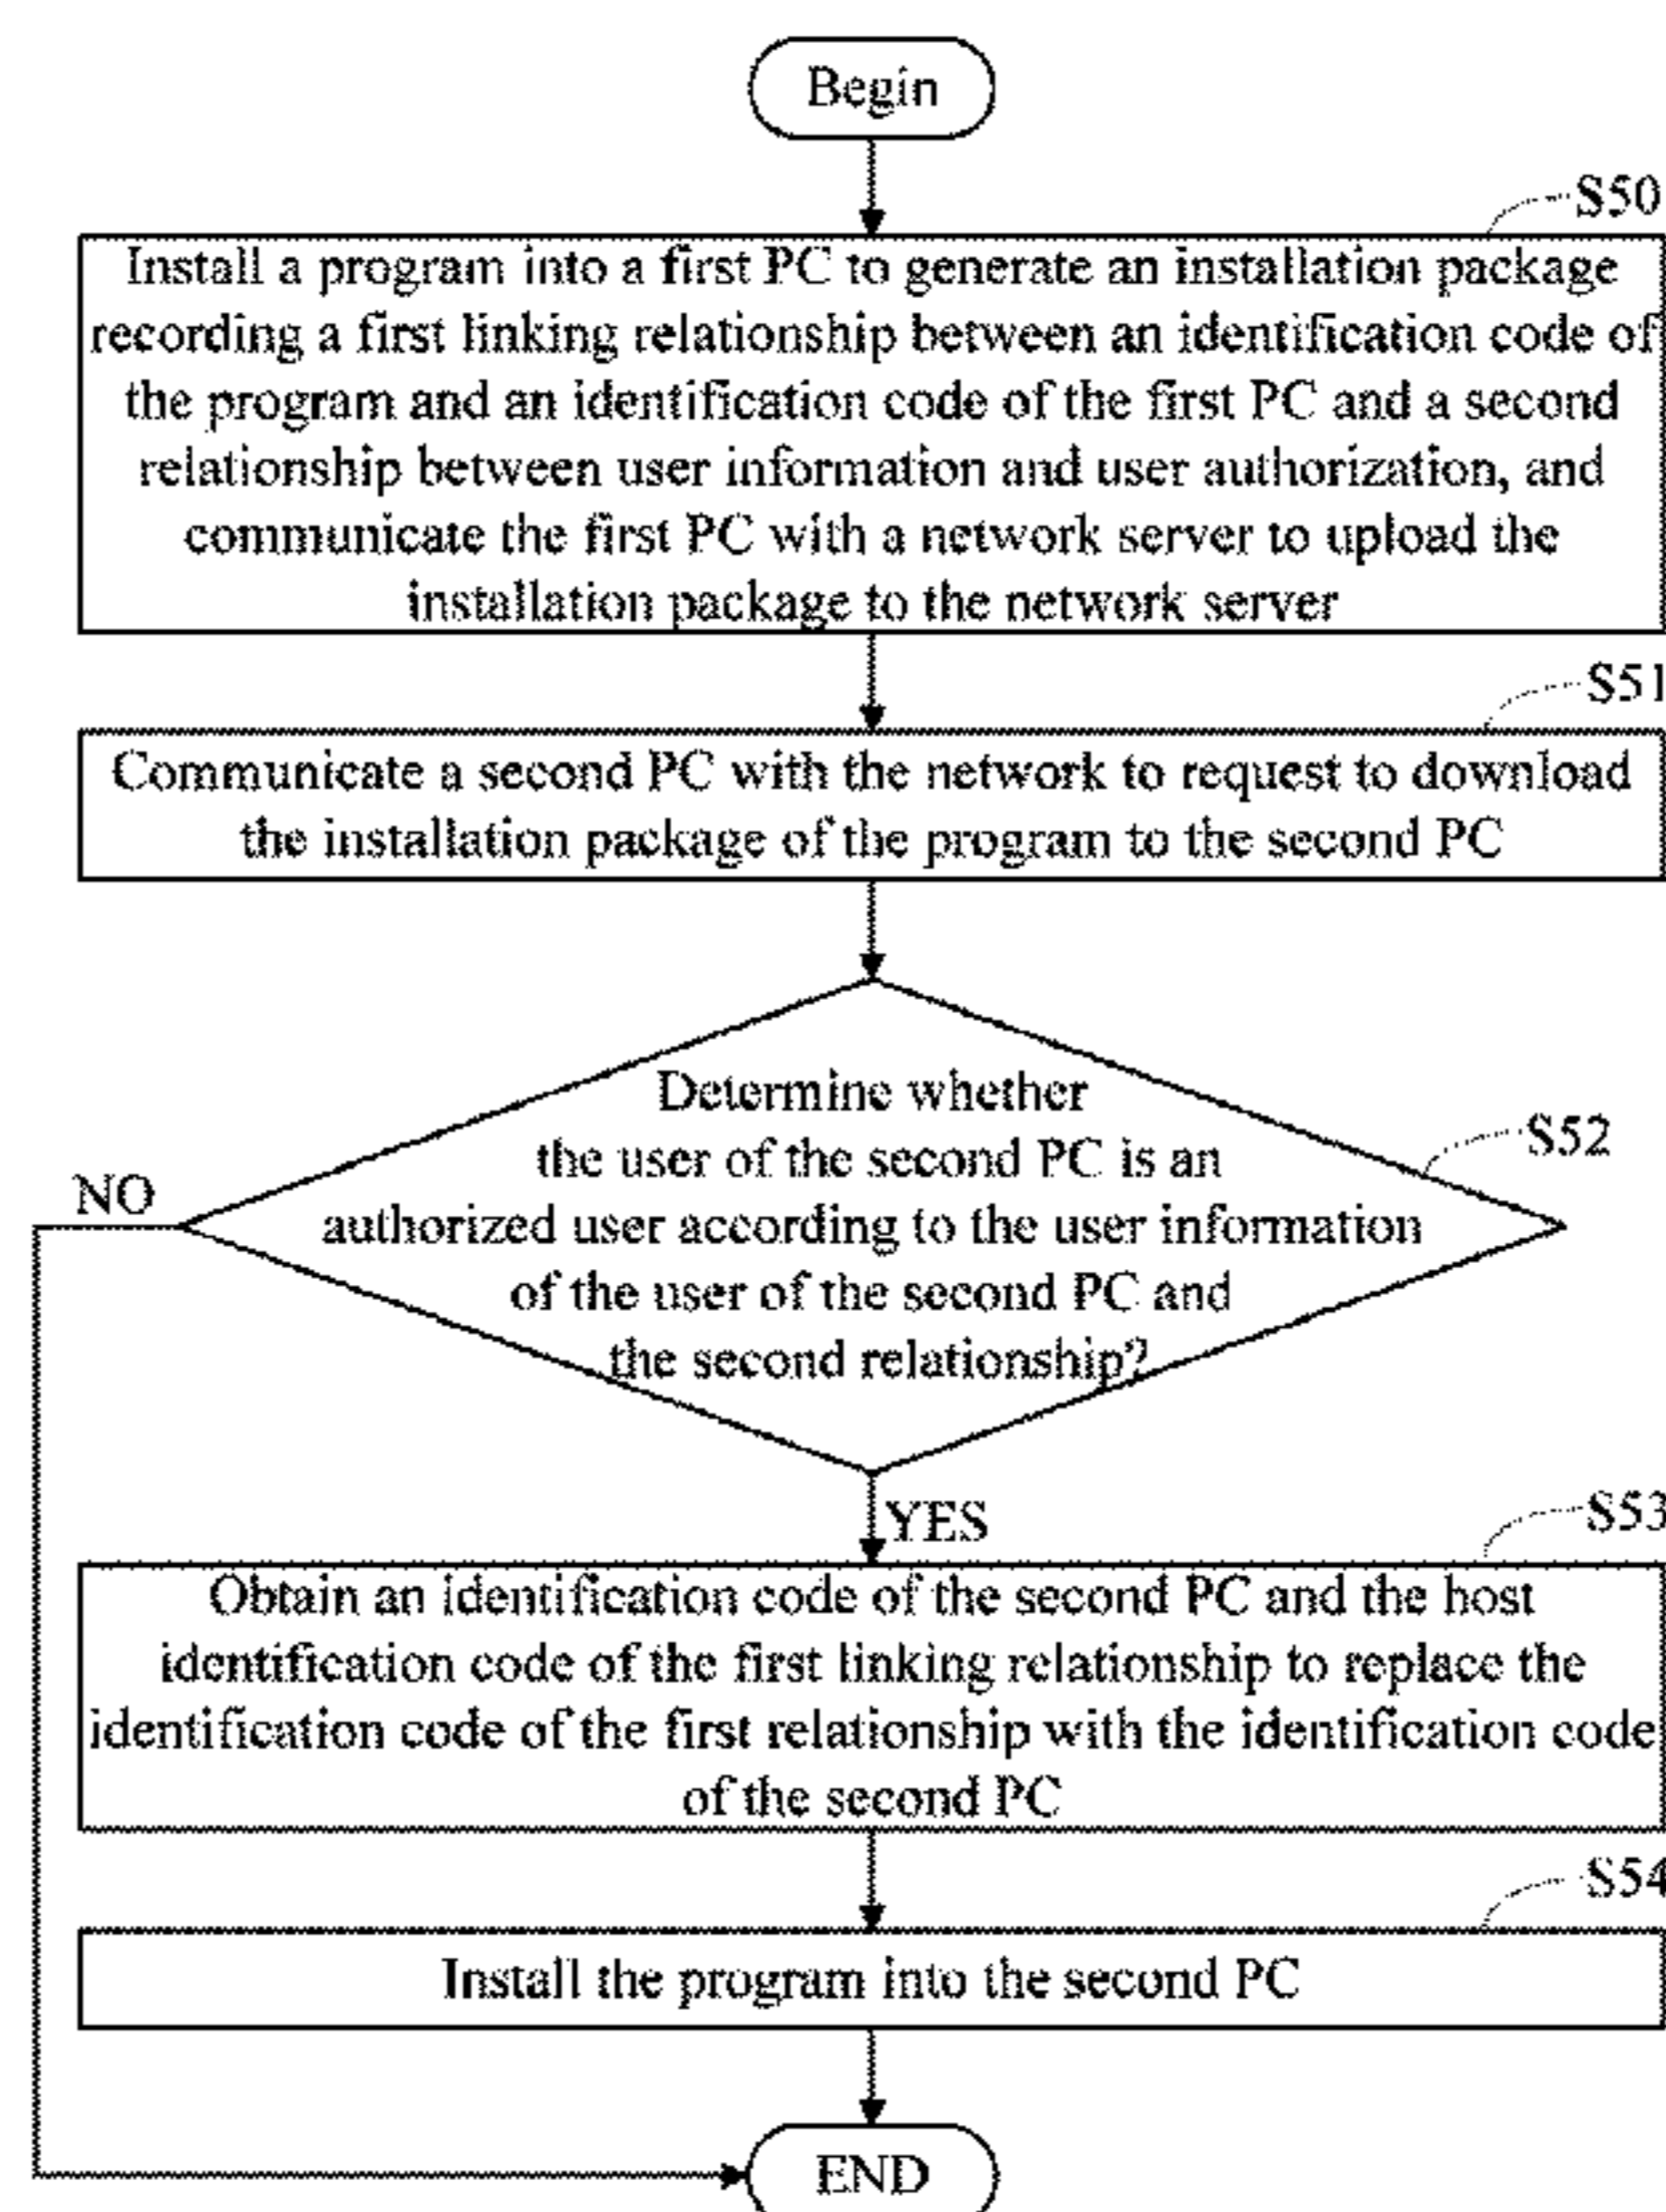 Begin
S50
Install a program into a first PC to generate an installation package
recording a first linking relationship between an identification code of
the program and an identification code of the first PC and a second
relationship between user information and user authorization, and
communicate the first PC with a network server to upload the
installation package to the network server
S51
Communicate a second PC with the network to request to download
the installation package of the program to the second PC
Determine whether
the user of the second PC is an
authorized user according to the user information
of the user of the second PC and
the second relationship?
S52
NO
YES
S53
Obtain an identification code of the second PC and the host
identification code of the first linking relationship to replace the
identification code of the first relationship with the identification code
of the second PC
S54
Install the program into the second PC
END